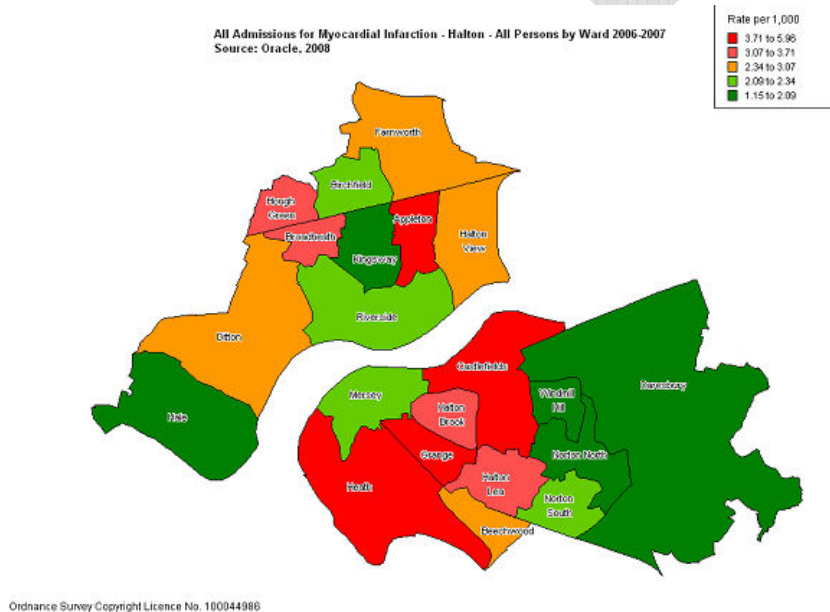 All Admissions for Myocardial Infarction - Halton - All Persons by Ward 2006-2007
Source: Oracle, 2008
Rate per 1,000
3.71 to 5.96
3.07 to 3.71
2.34 to 3.07
2.09 to 2.34
1.15 to 2.09
Farnworth
Birchfield
Hough
Green
Appleton
Broadheath
Halton
View
Kingsway
Riverside
Ditton
Castlefields
Daresbury
Mersey
Windmill
Hill
Halton
Brook
Hale
Grange
Norton North
Heath
Halton
Lea
Norton
South
Beechwood
Ordnance Survey Copyright Licence No. 100044986